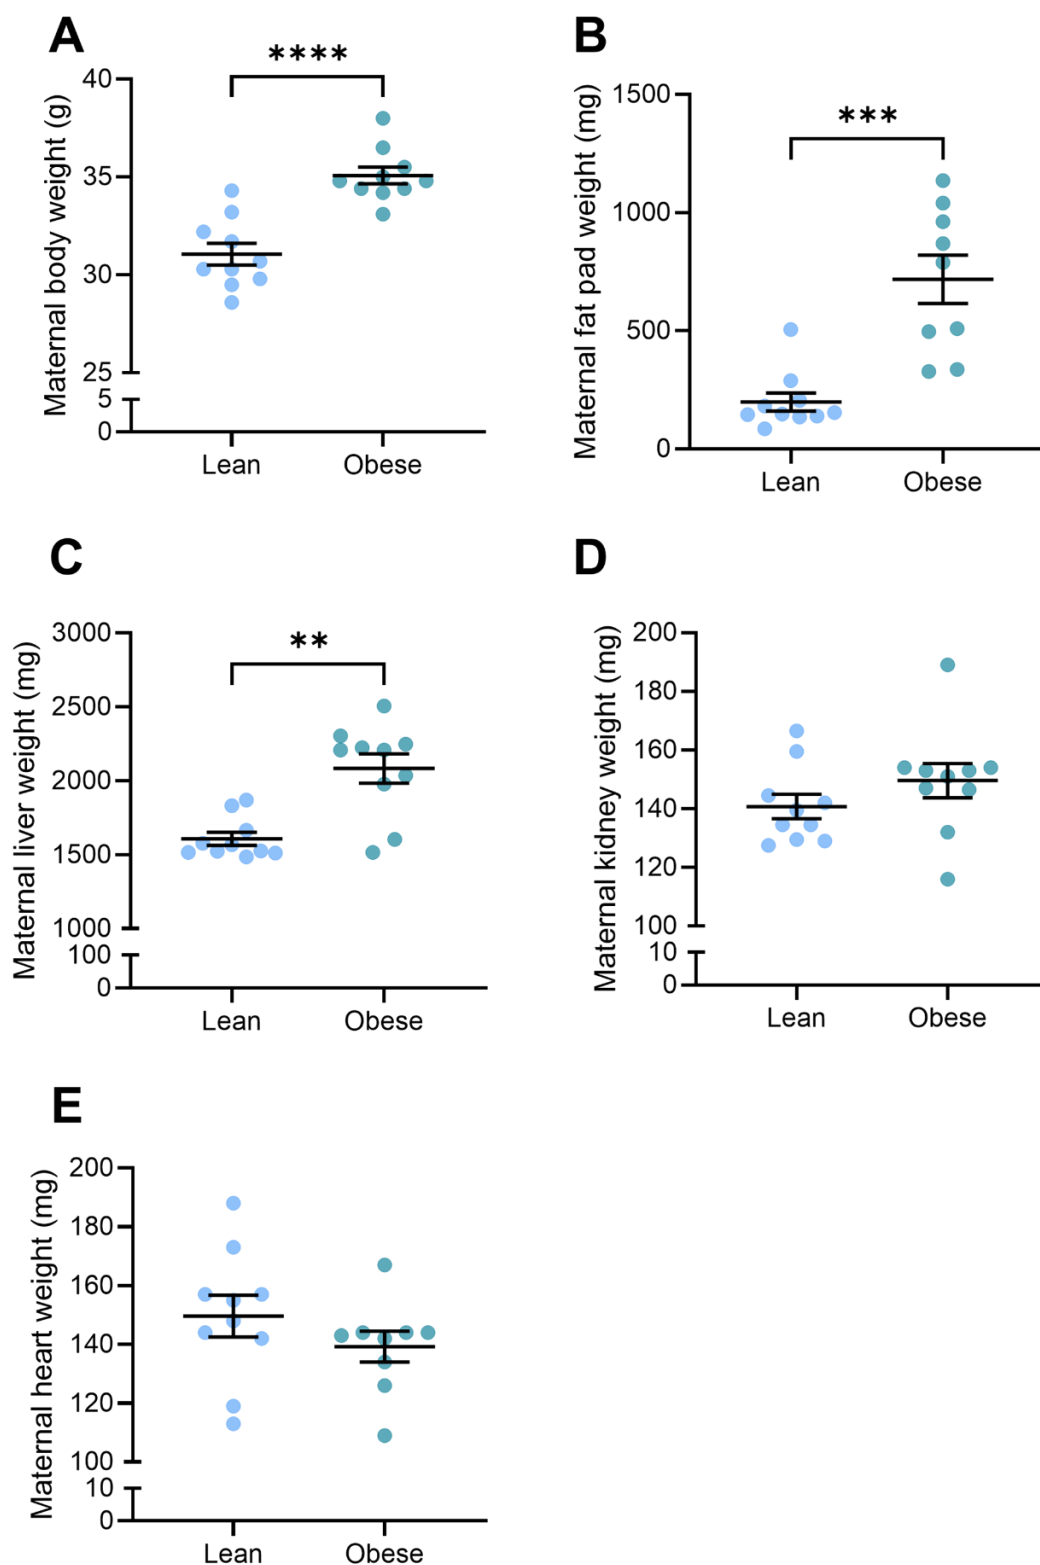 A
****
Maternal body weight (g)
40
35
30
25
5
0
Lean Obese
B
***
Maternal fat pad weight (mg)
1500
1000
500
0
Lean Obese
C
**
Maternal liver weight (mg)
3000
2500
2000
1500
1000
100
0
Lean Obese
D
Maternal kidney weight (mg)
200
180
160
140
120
100
10
0
Lean Obese
E
Maternal heart weight (mg)
200
180
160
140
120
100
10
0
Lean Obese